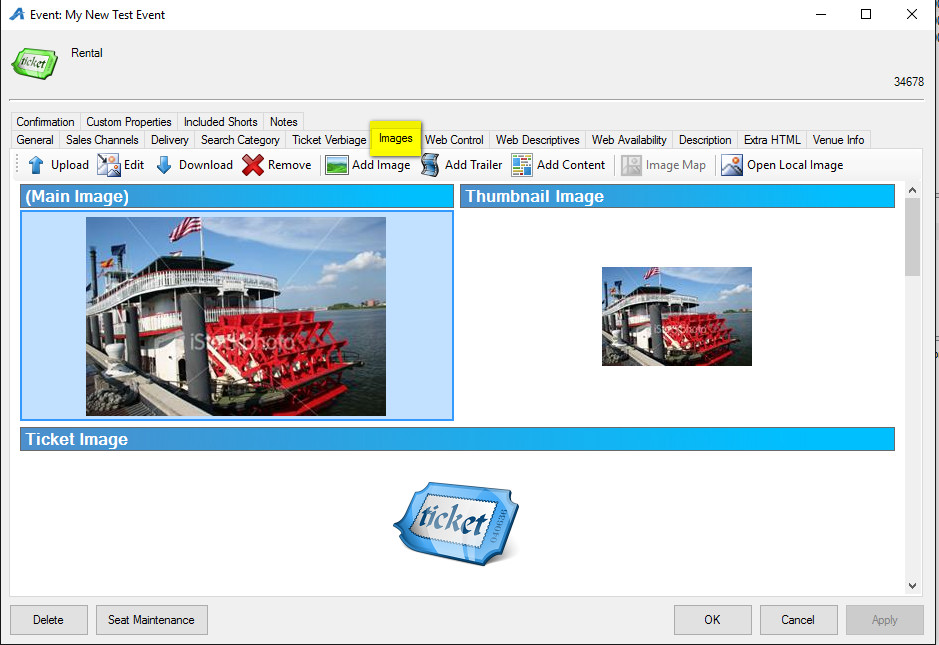 Event: My New Test Event
Rental
ticket
34678
Confirmation Custom Properties Included Shorts Notes
General Sales Channels Delivery Search Category Ticket Verbiage Images Web Control Web Descriptives Web Availability Description Extra HTML Venue Info
Upload Edit Download Remove Add Image Add Trailer Add Content Image Map Open Local Image
(Main Image) Thumbnail Image
iStockphoto iStockphoto
Ticket Image
ticket
Delete Seat Maintenance OK Cancel Apply